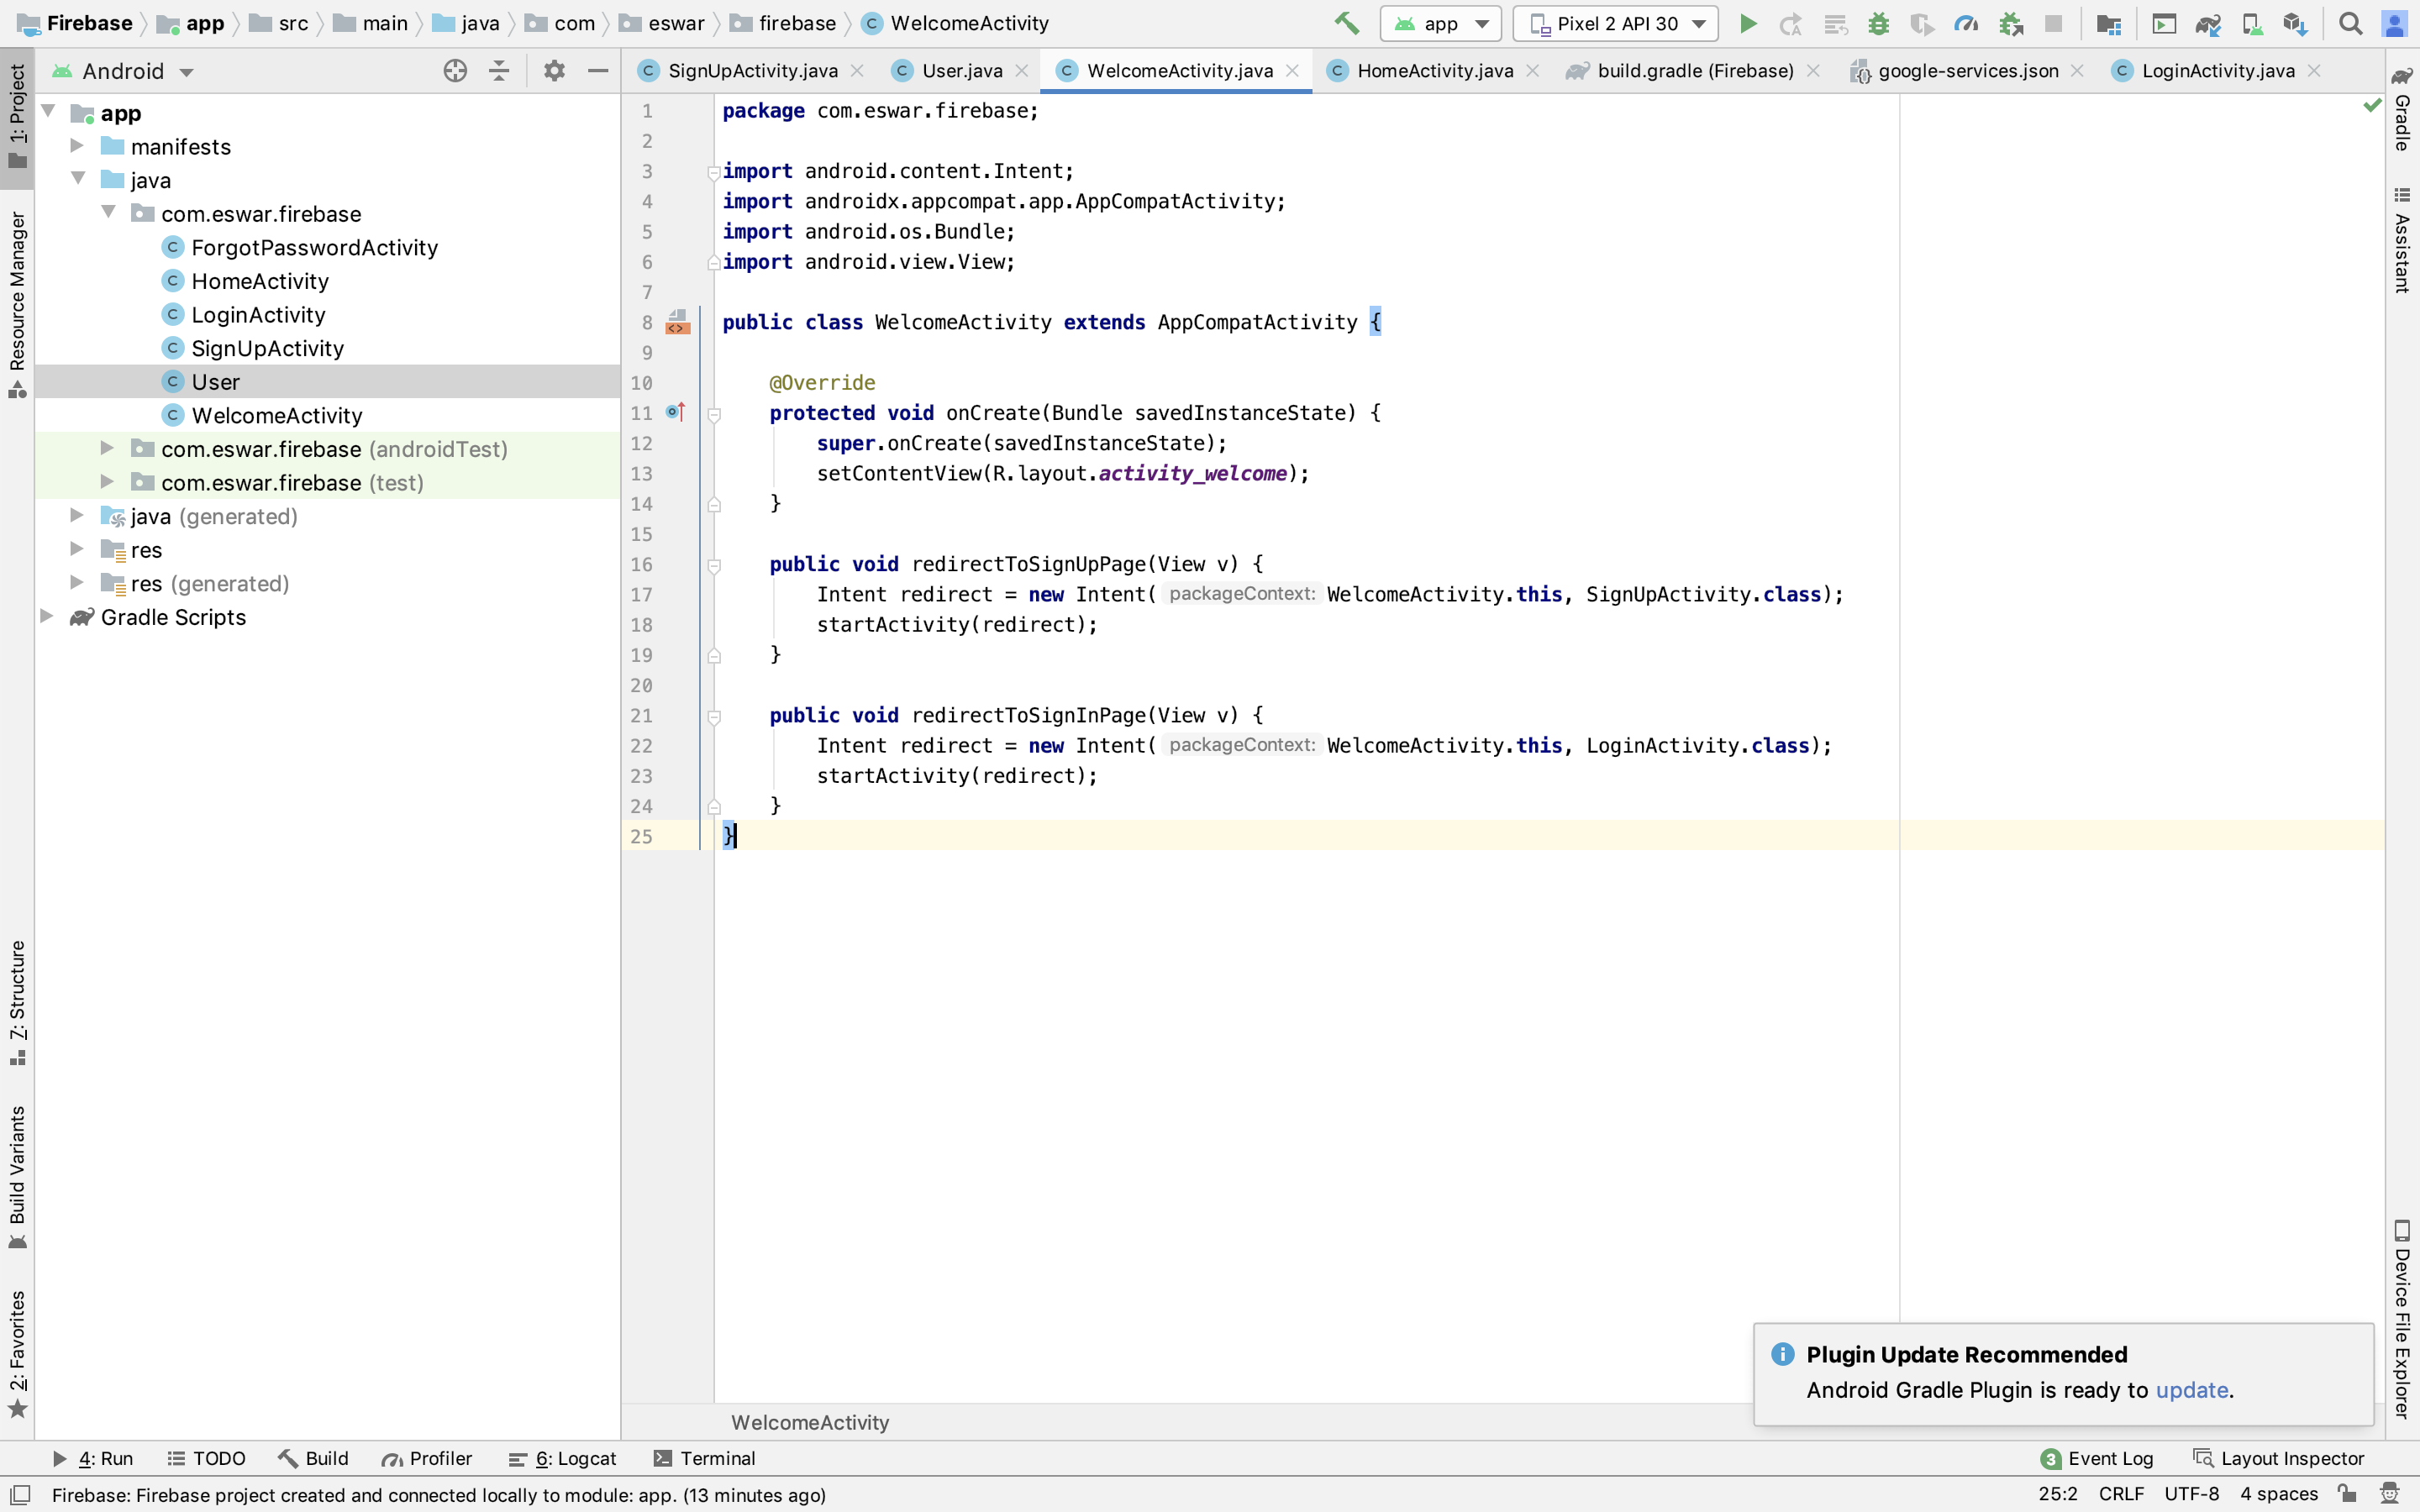 Firebase app src main java com eswar firebase WelcomeActivity app Pixel 2 API 30
1: Project
Resource Manager
7: Structure
Build Variants
2: Favorites
Android
app
manifests
java
com.eswar.firebase
ForgotPasswordActivity
HomeActivity
LoginActivity
SignUpActivity
User
WelcomeActivity
com.eswar.firebase (androidTest)
com.eswar.firebase (test)
java (generated)
res
res (generated)
Gradle Scripts
SignUpActivity.java User.java WelcomeActivity.java HomeActivity.java build.gradle (Firebase) google-services.json LoginActivity.java
1 package com.eswar.firebase;
2
3 import android.content.Intent;
4 import androidx.appcompat.app.AppCompatActivity;
5 import android.os.Bundle;
6 import android.view.View;
7
8 public class WelcomeActivity extends AppCompatActivity {
9
10 @Override
11 protected void onCreate(Bundle savedInstanceState) {
12 super.onCreate(savedInstanceState);
13 setContentView(R.layout.activity_welcome);
14 }
15
16 public void redirectToSignUpPage(View v) {
17 Intent redirect = new Intent( packageContext: WelcomeActivity.this, SignUpActivity.class);
18 startActivity(redirect);
19 }
20
21 public void redirectToSignInPage(View v) {
22 Intent redirect = new Intent( packageContext: WelcomeActivity.this, LoginActivity.class);
23 startActivity(redirect);
24 }
25 }
WelcomeActivity
Gradle
Assistant
Device File Explorer
Plugin Update Recommended
Android Gradle Plugin is ready to update.
4: Run TODO Build Profiler 6: Logcat Terminal 3 Event Log Layout Inspector
Firebase: Firebase project created and connected locally to module: app. (13 minutes ago) 25:2 CRLF UTF-8 4 spaces